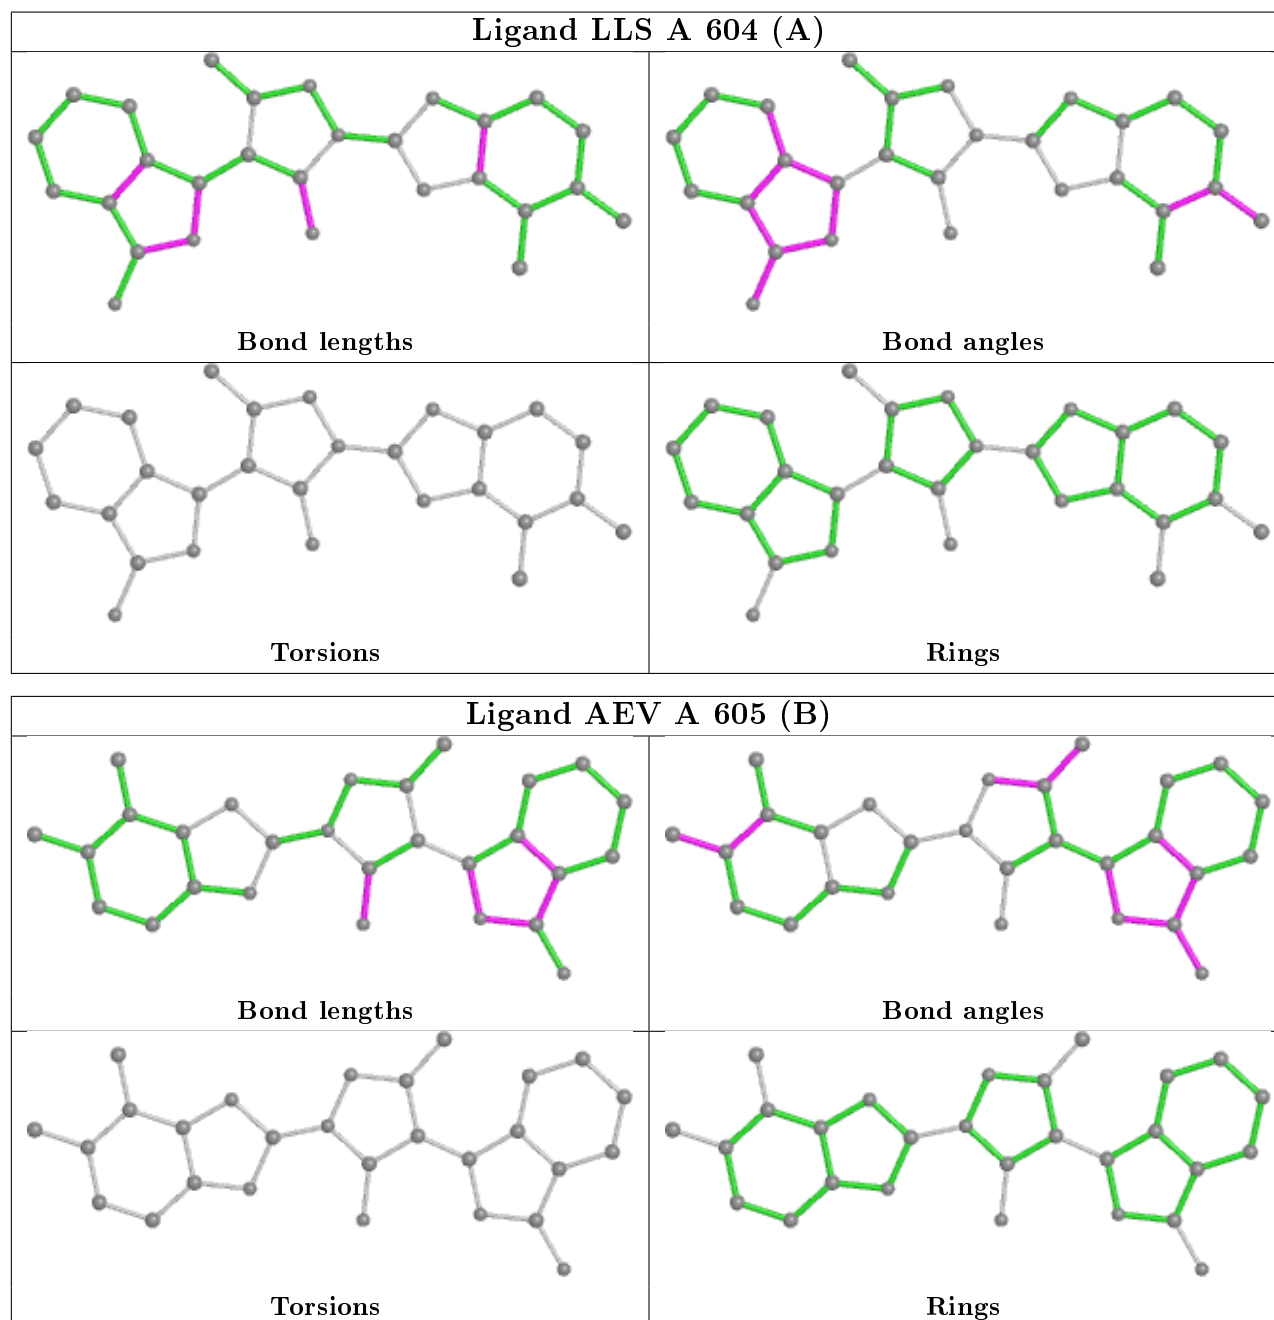 Ligand LLS A 604 (A)
Bond lengths
Bond angles
Torsions
Rings
Ligand AEV A 605 (B)
Bond lengths
Bond angles
Torsions
Rings